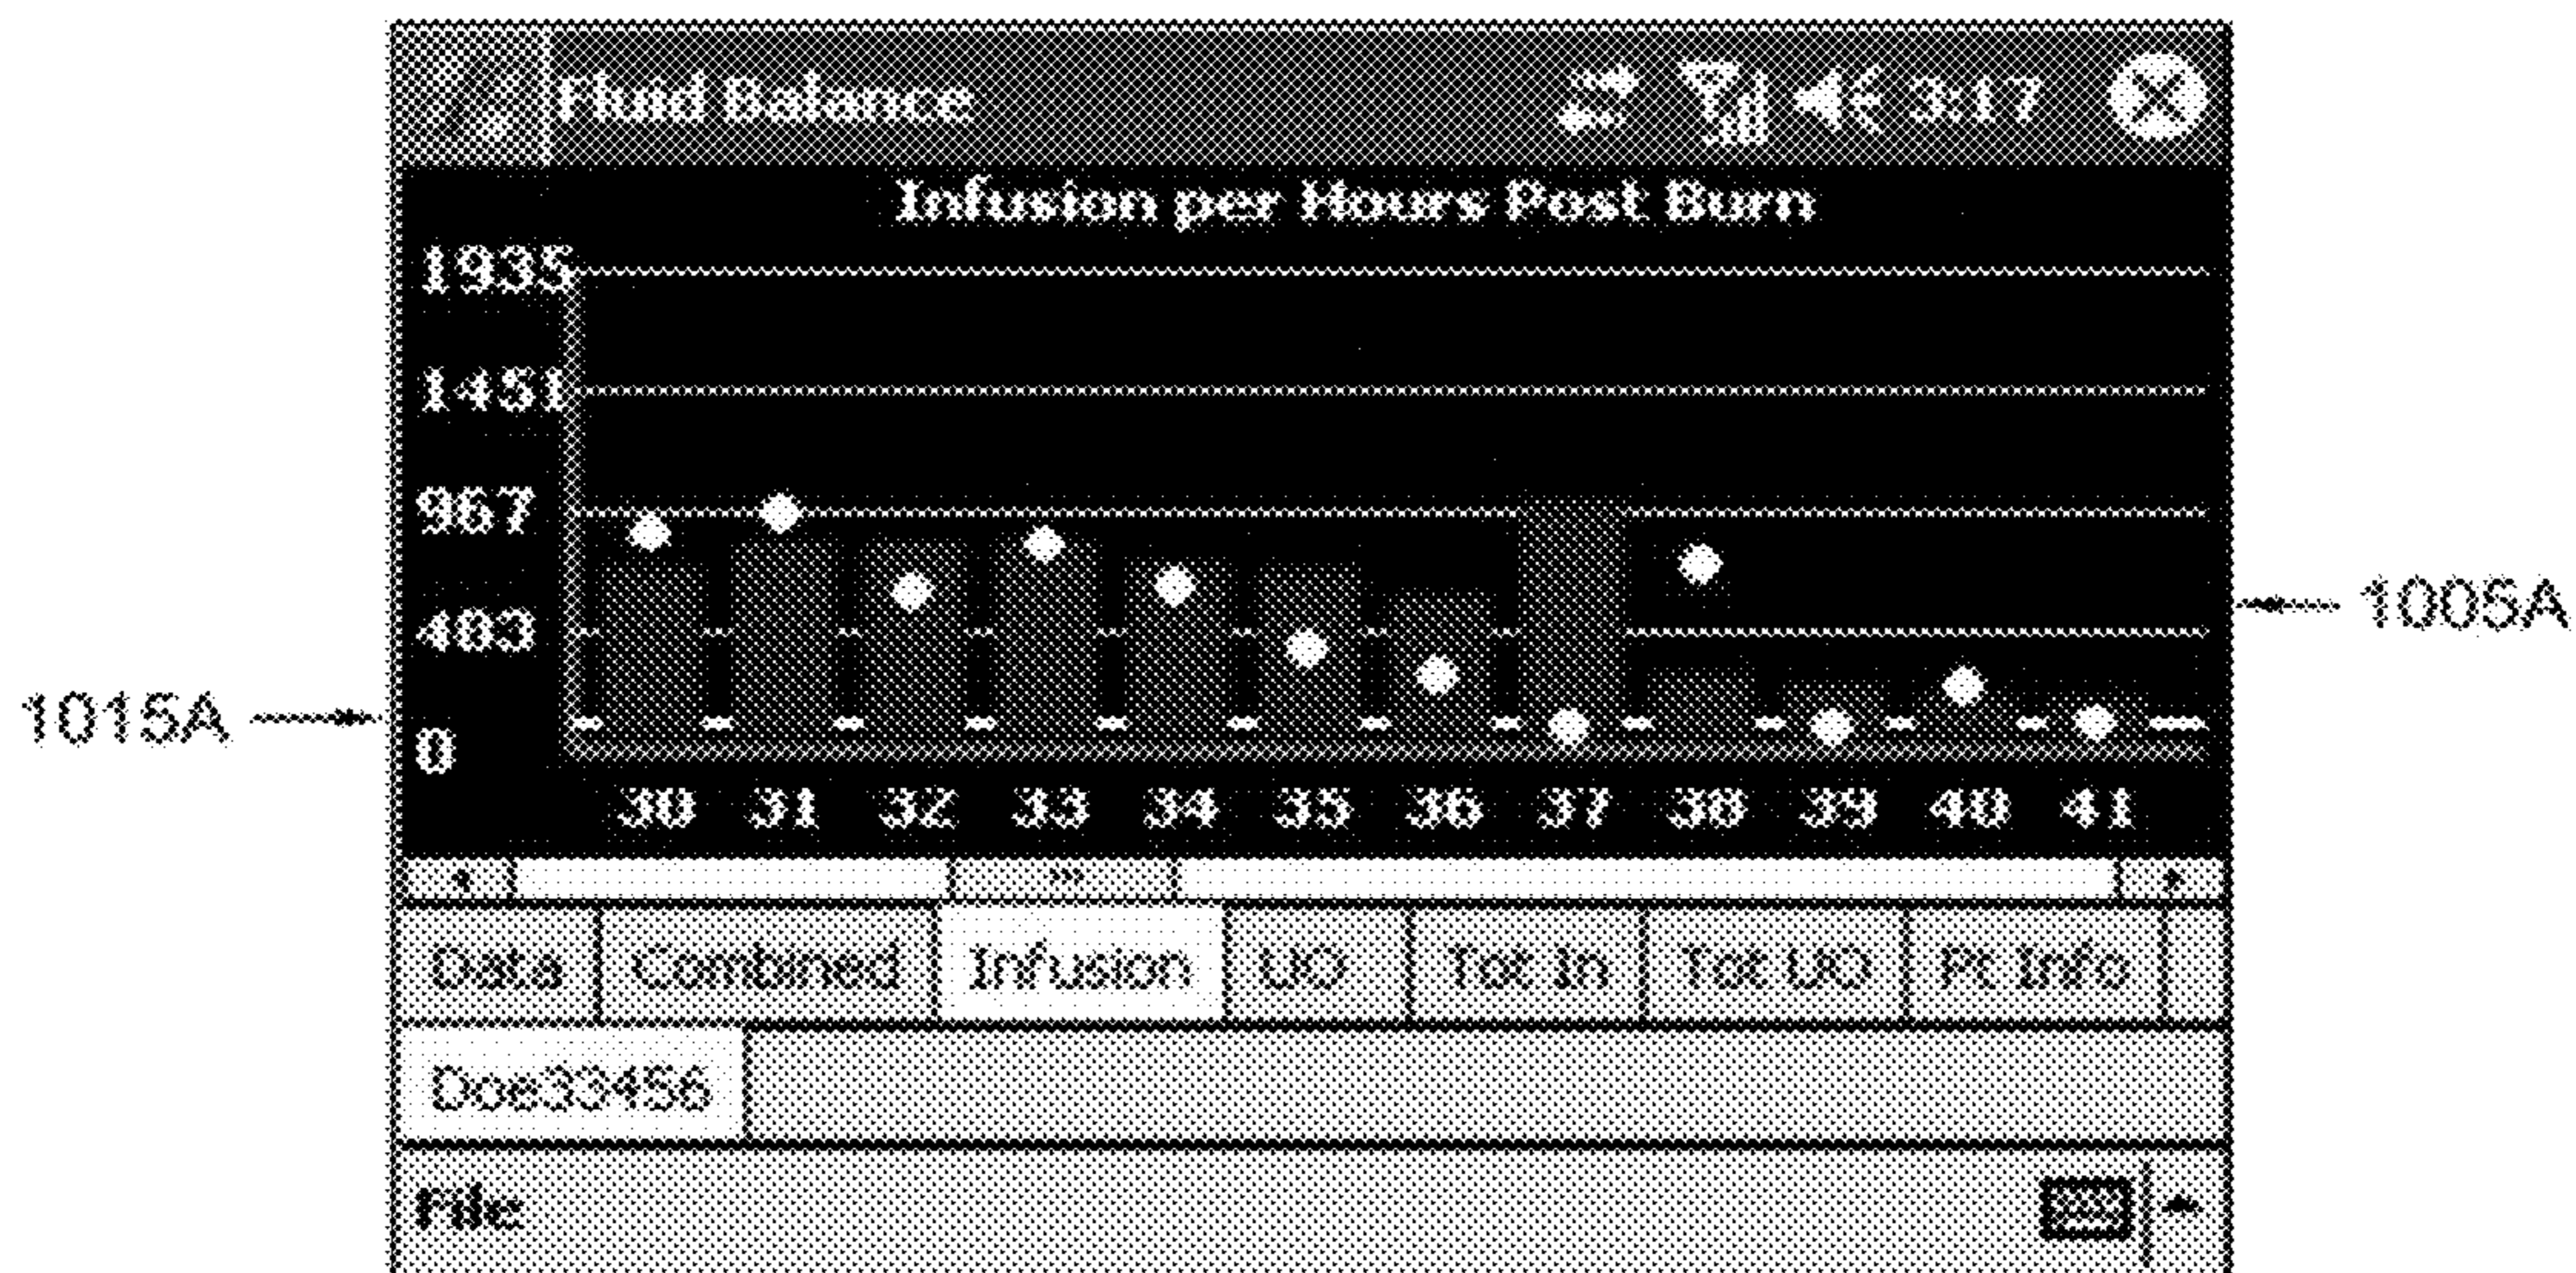 Fluid Balance 3:17
Infusion per Hours Post Burn
1935
1451
967
483
0
30 31 32 33 34 35 36 37 38 39 40 41
1005A
1015A
Data Combined Infusion UO Tot In Tot UO Pt Info
Doe33456
File